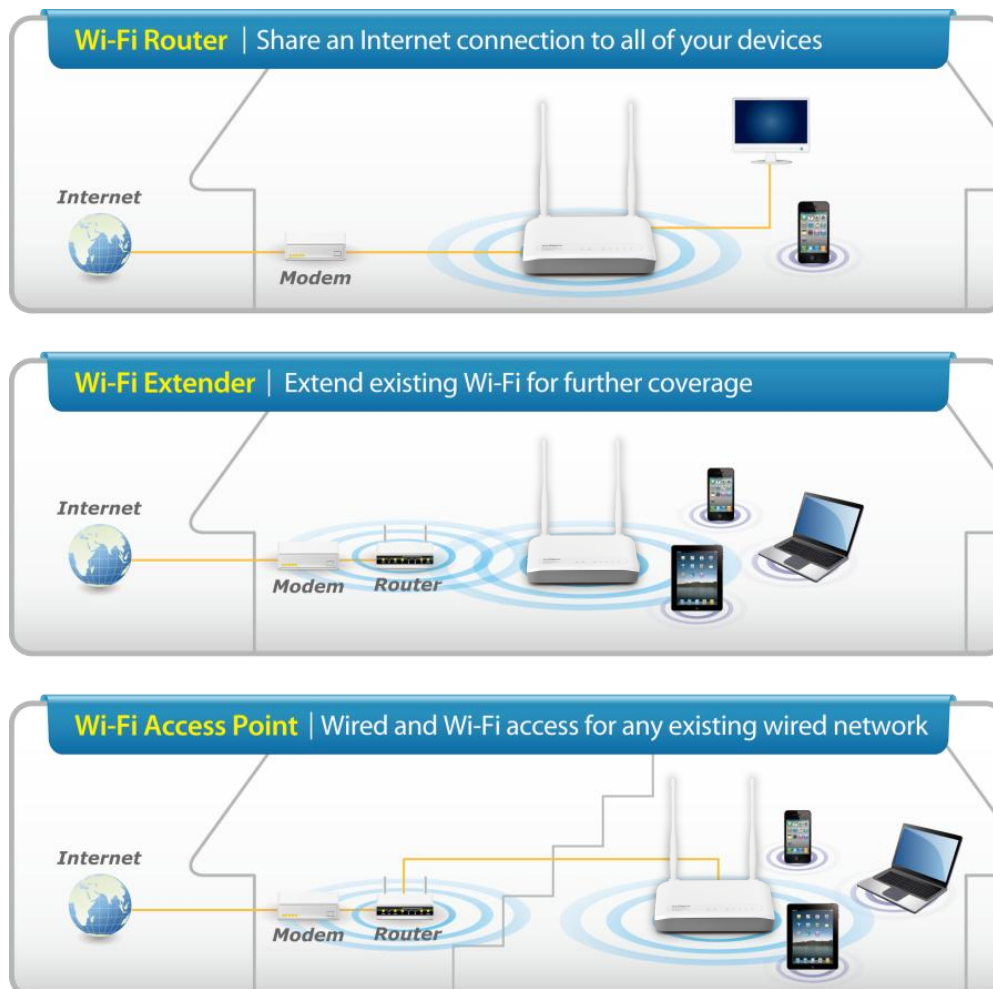 Wi-Fi Router | Share an Internet connection to all of your devices
Internet
Modem
Wi-Fi Extender | Extend existing Wi-Fi for further coverage
Internet
Modem
Router
Wi-Fi Access Point | Wired and Wi-Fi access for any existing wired network
Internet
Modem
Router